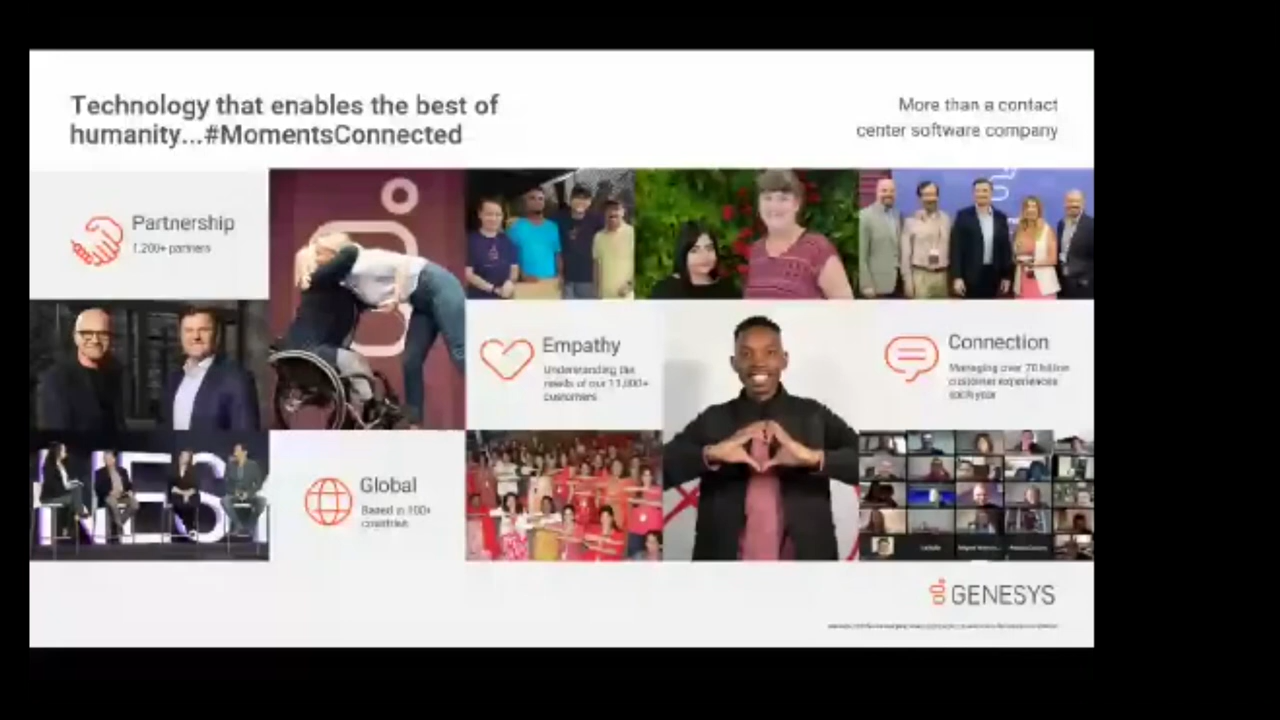 Technology that enables the best of
humanity...#MomentsConnected
More than a contact
center software company
Partnership
1,200+ partners
Empathy
Understanding the
needs of our 11,000+
customers
Connection
Managing over 70 billion
customer experiences
each year
NES
Global
Based in 100+
countries
GENESYS